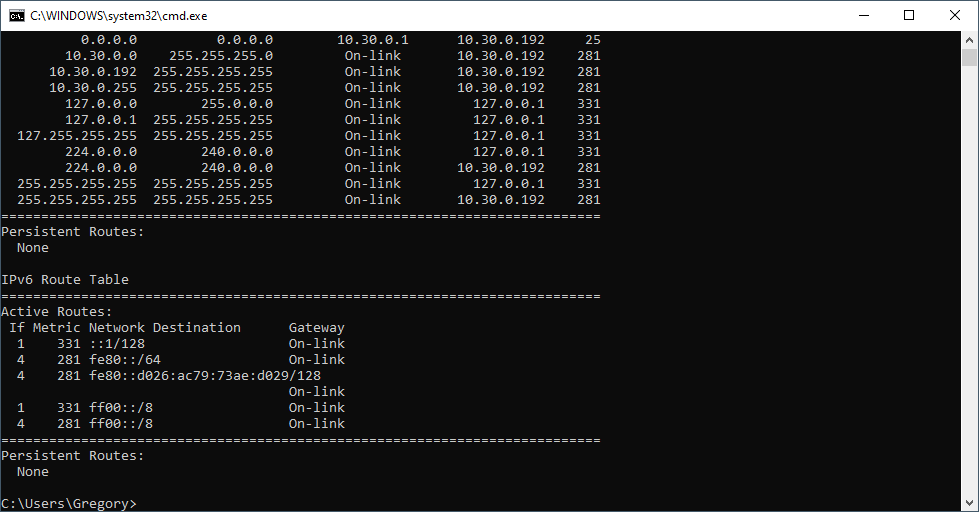 C:\WINDOWS\system32\cmd.exe
0.0.0.0 0.0.0.0 10.30.0.1 10.30.0.192 25
10.30.0.0 255.255.255.0 On-link 10.30.0.192 281
10.30.0.192 255.255.255.255 On-link 10.30.0.192 281
10.30.0.255 255.255.255.255 On-link 10.30.0.192 281
127.0.0.0 255.0.0.0 On-link 127.0.0.1 331
127.0.0.1 255.255.255.255 On-link 127.0.0.1 331
127.255.255.255 255.255.255.255 On-link 127.0.0.1 331
224.0.0.0 240.0.0.0 On-link 127.0.0.1 331
224.0.0.0 240.0.0.0 On-link 10.30.0.192 281
255.255.255.255 255.255.255.255 On-link 127.0.0.1 331
255.255.255.255 255.255.255.255 On-link 10.30.0.192 281
===========================================================================
Persistent Routes:
None
IPv6 Route Table
===========================================================================
Active Routes:
If Metric Network Destination Gateway
1 331 ::1/128 On-link
4 281 fe80::/64 On-link
4 281 fe80::d026:ac79:73ae:d029/128
On-link
1 331 ff00::/8 On-link
4 281 ff00::/8 On-link
===========================================================================
Persistent Routes:
None
C:\Users\Gregory>